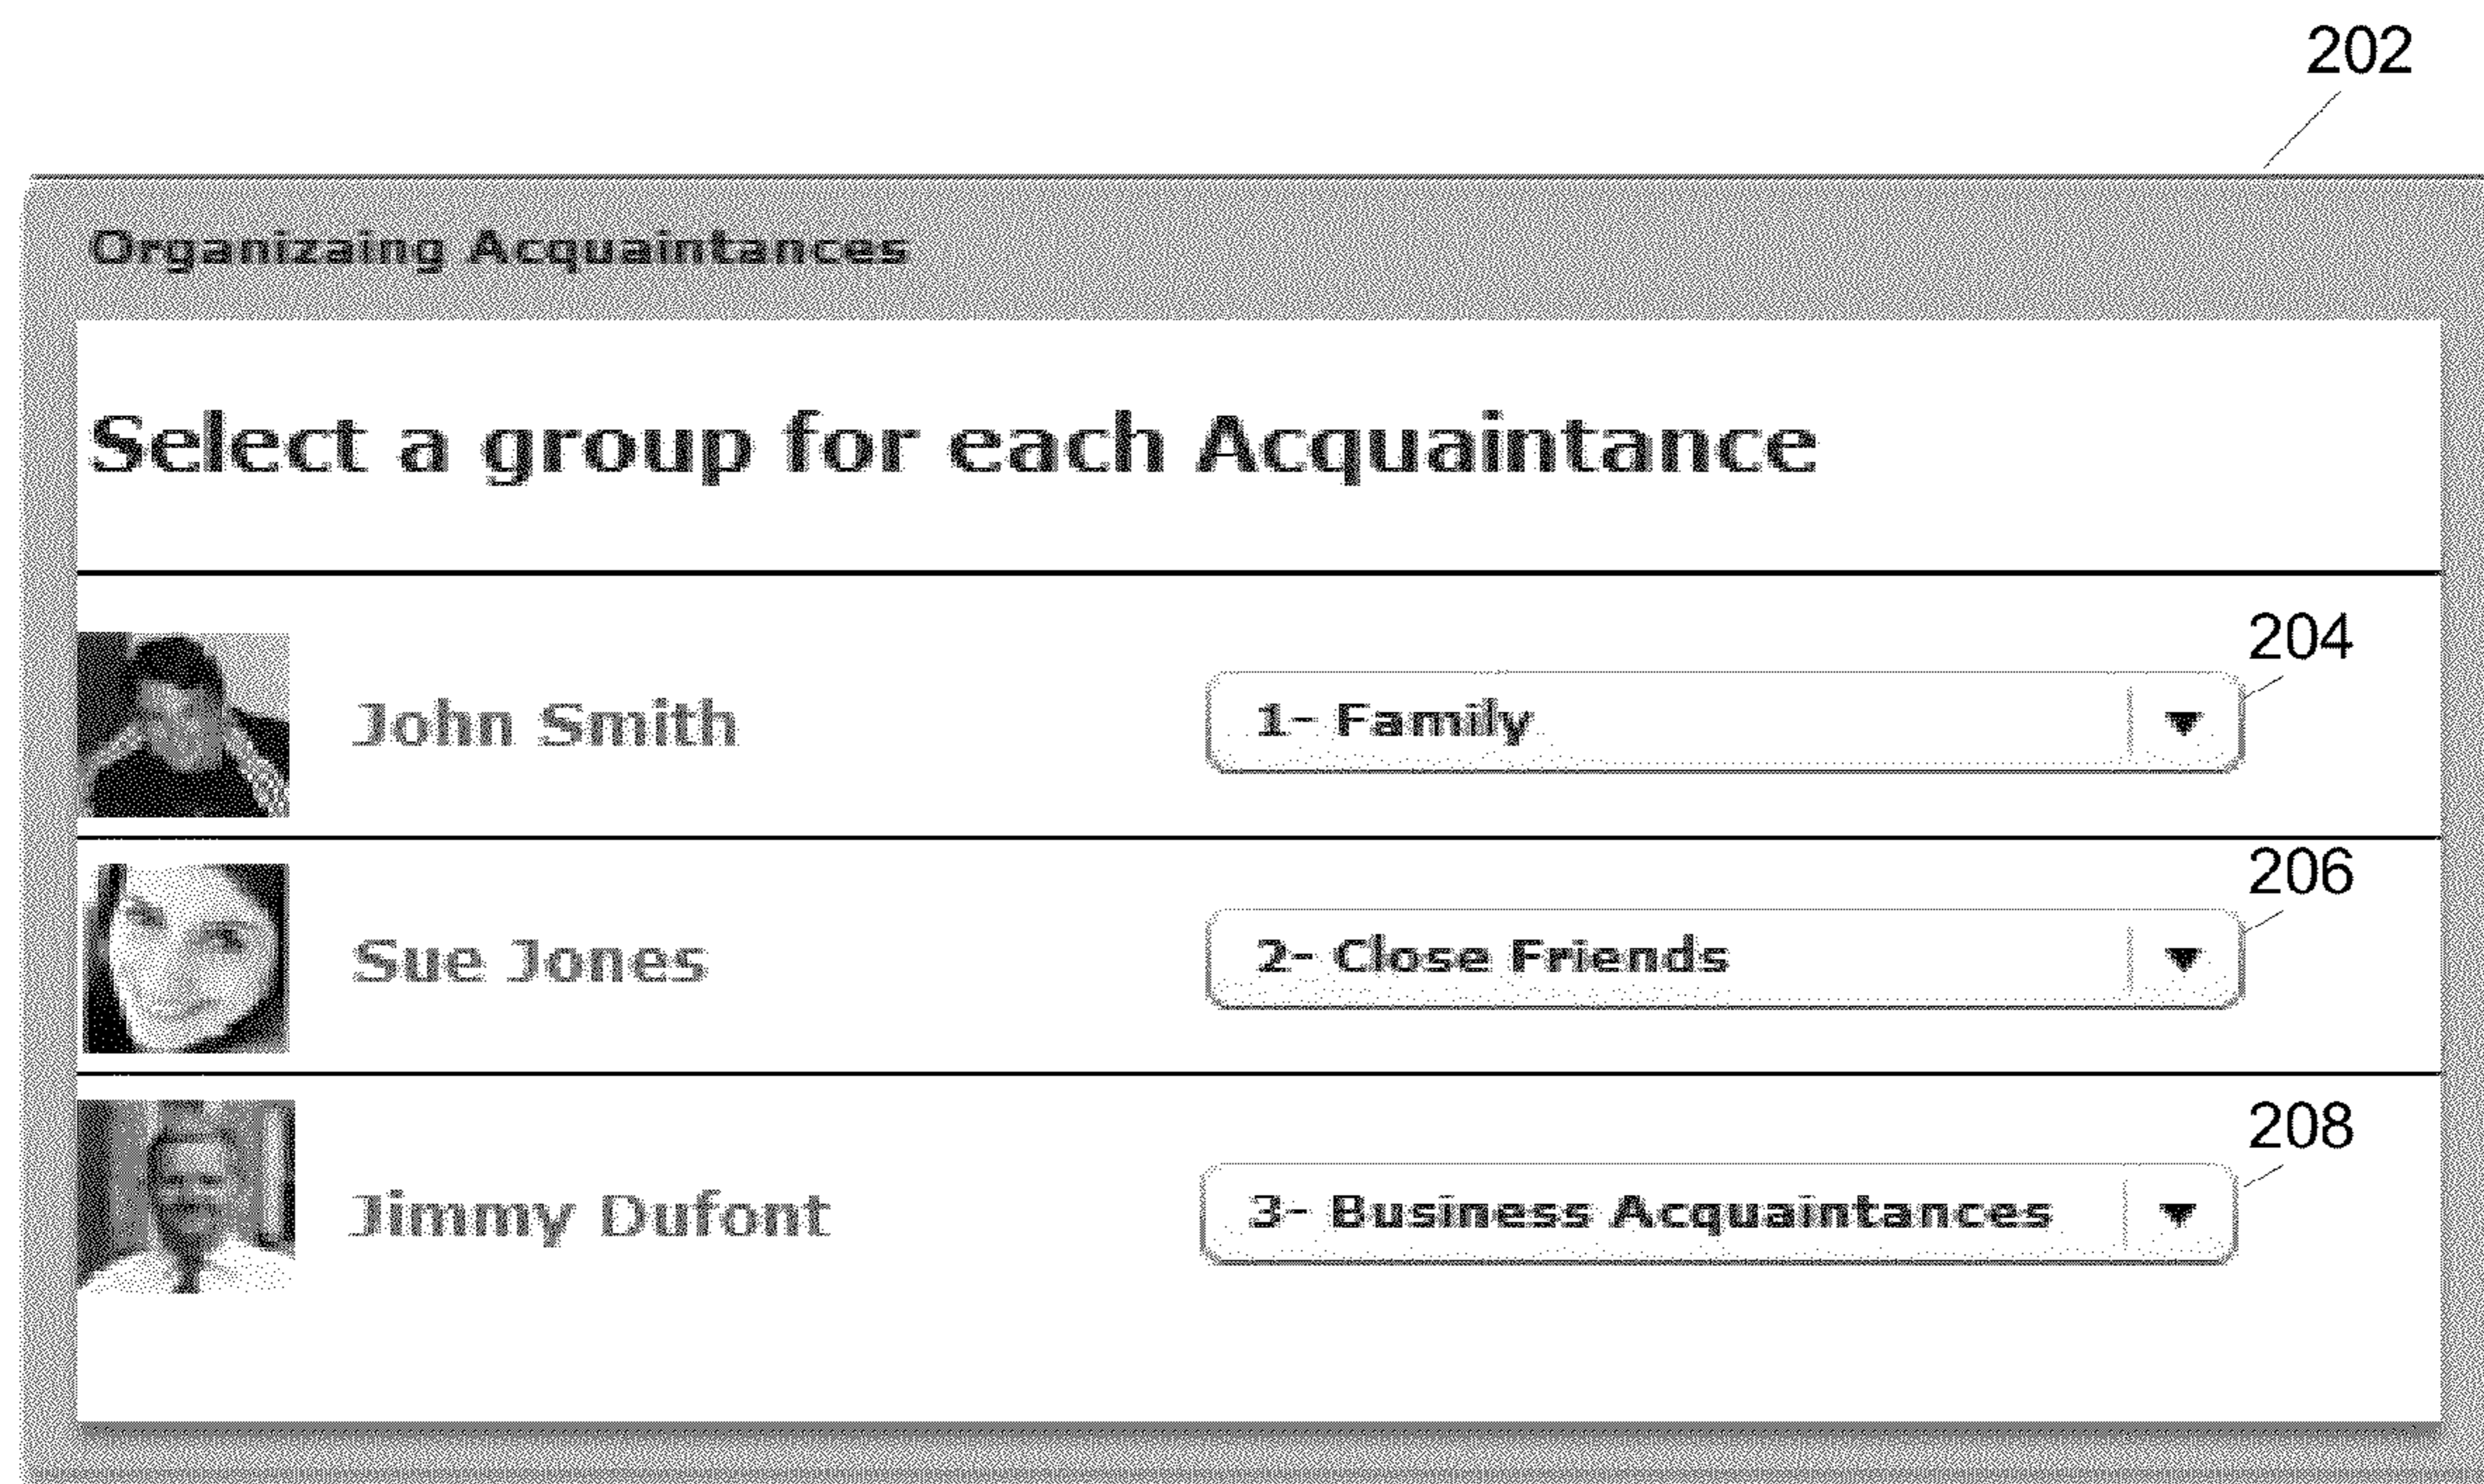 202
Organizaing Acquaintances
Select a group for each Acquaintance
204
John Smith 1- Family
206
Sue Jones 2- Close Friends
208
Jimmy Dufont 3- Business Acquaintances